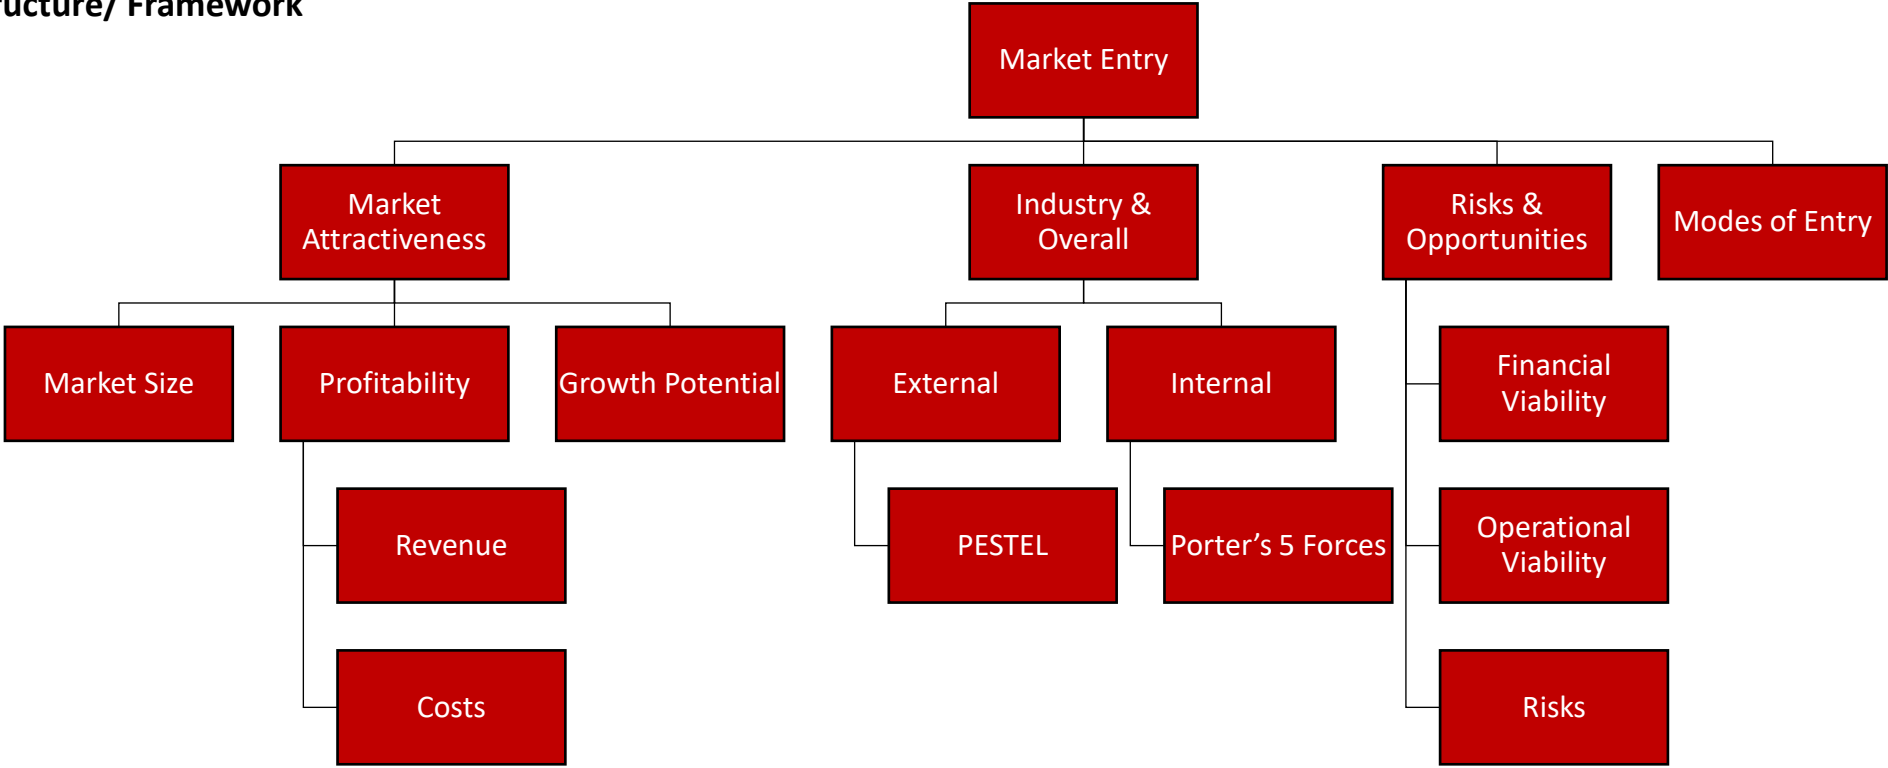 Framework
Market Entry
Market
Attractiveness
Industry &
Overall
Risks &
Opportunities
Modes of Entry
Market Size
Profitability
Growth Potential
External
Internal
Financial
Viability
Revenue
PESTEL
Porter’s 5 Forces
Operational
Viability
Costs
Risks